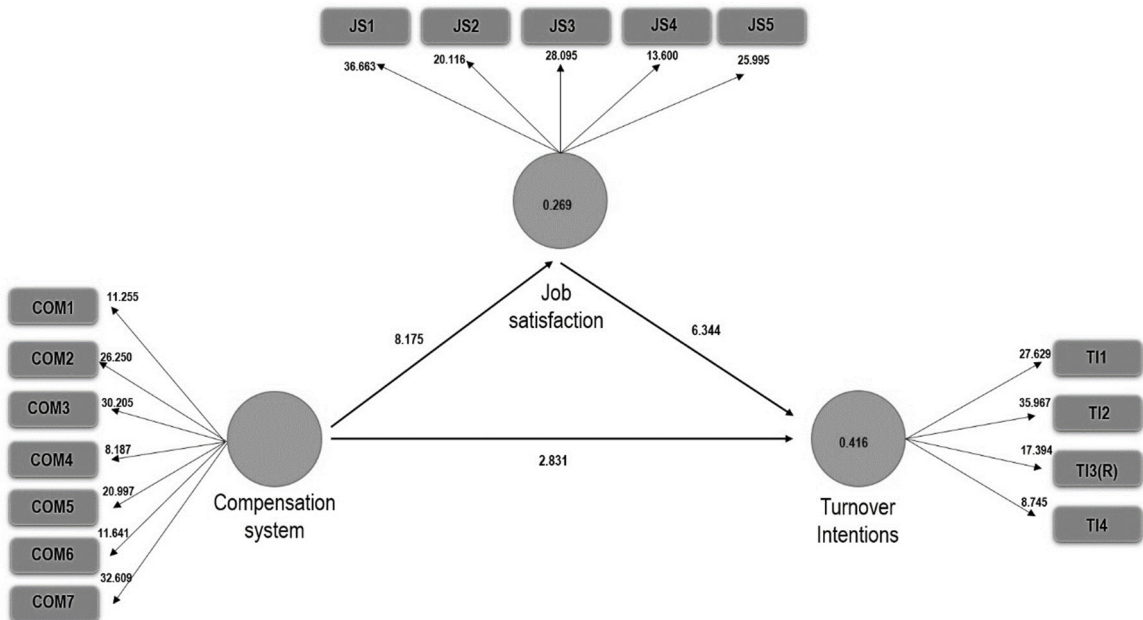 JS1 JS2 JS3 JS4 JS5
36.663 20.116 28.095 13.600 25.995
0.269
Job
satisfaction
8.175
6.344
COM1 11.255
COM2 26.250
COM3 30.205
COM4 8.187
COM5 20.997
COM6 11.641
COM7 32.609
Compensation
system
2.831
0.416
Turnover
Intentions
27.629 TI1
35.967 TI2
17.394 TI3(R)
8.745 TI4